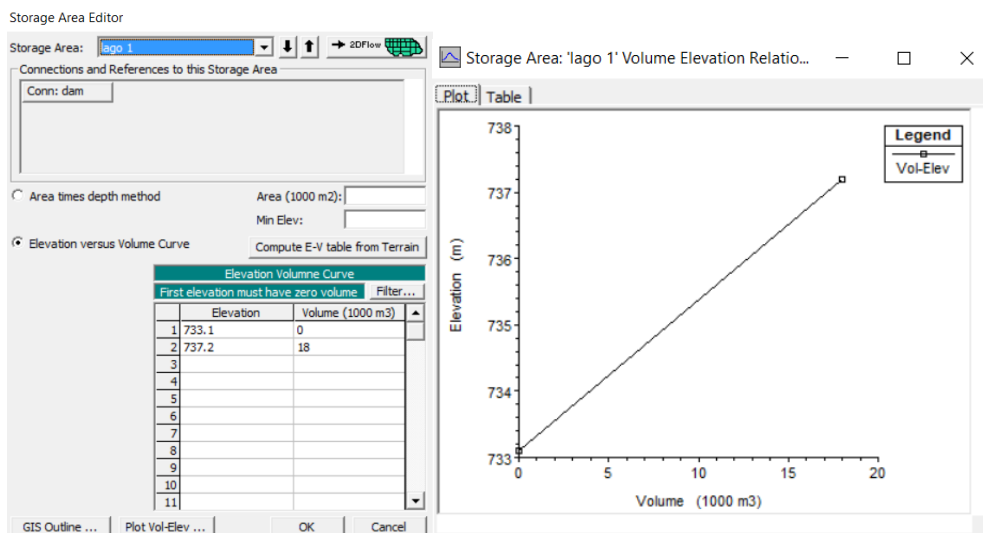 Storage Area Editor
Storage Area: lago 1
2DFlow
Connections and References to this Storage Area
Conn: dam
Area times depth method
Area (1000 m2):
Min Elev:
Elevation versus Volume Curve
Compute E-V table from Terrain
Elevation Volumne Curve
First elevation must have zero volume Filter...
Elevation Volume (1000 m3)
1 733.1 0
2 737.2 18
3
4
5
6
7
8
9
10
11
GIS Outline ... Plot Vol-Elev ... OK Cancel
Storage Area: 'lago 1' Volume Elevation Relatio...
Plot Table
738
737
736
735
734
733
Elevation (m)
0 5 10 15 20
Volume (1000 m3)
Legend
Vol-Elev